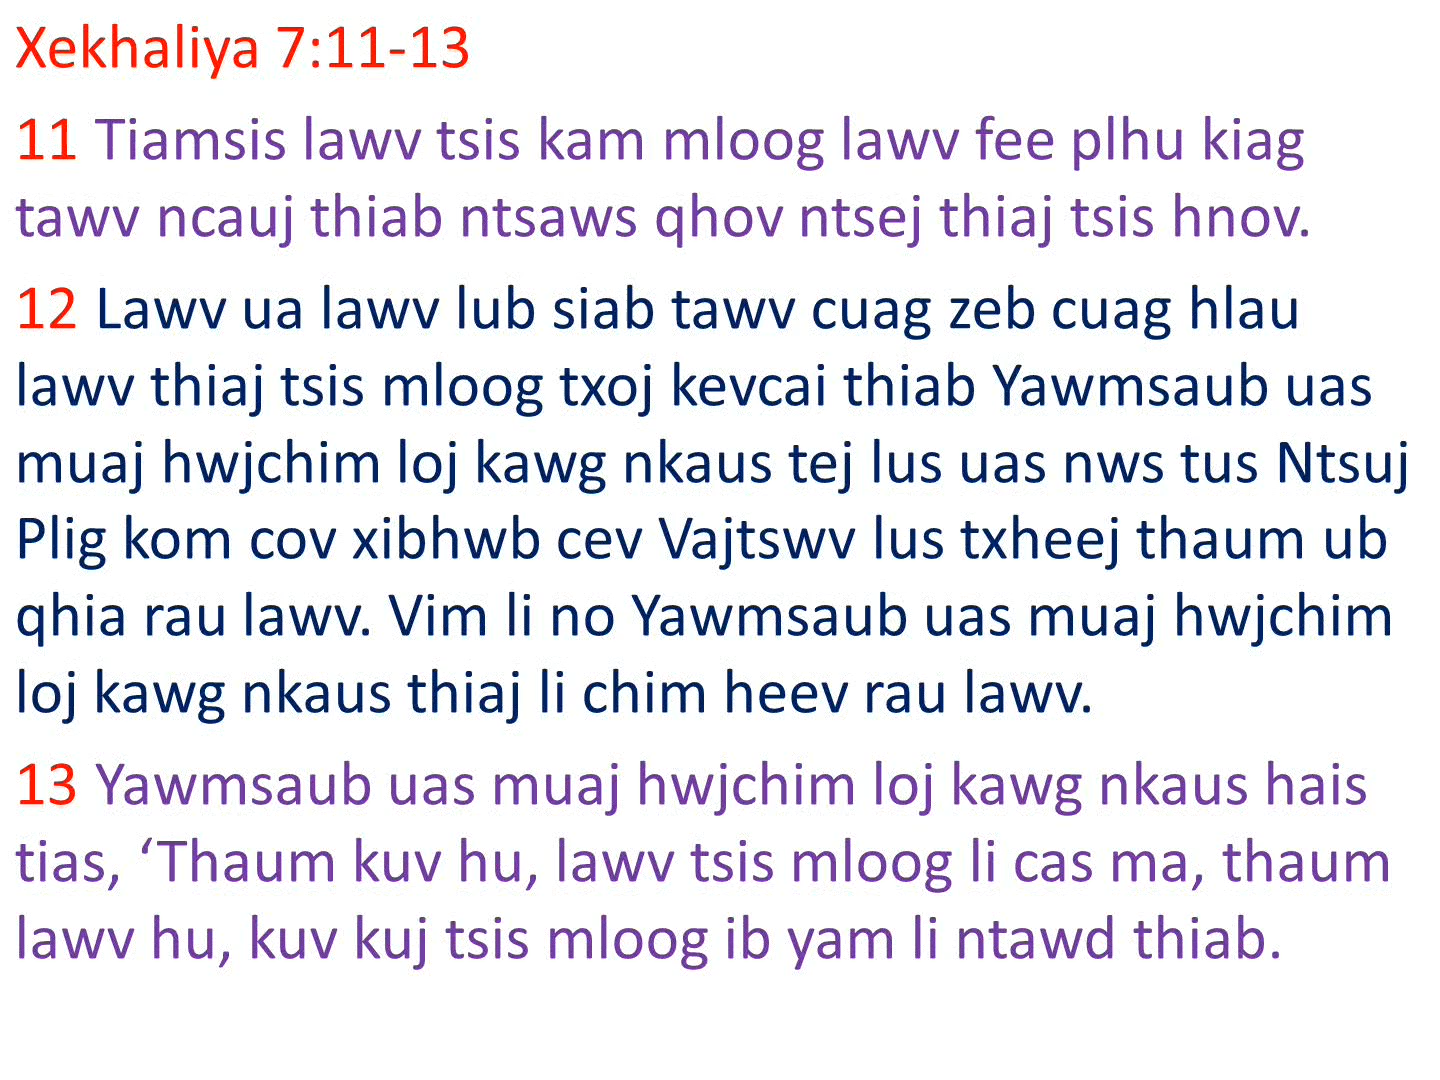 Xekhaliya 7:11-13
11 Tiamsis lawv tsis kam mloog lawv fee plhu kiag
tawv ncauj thiab ntsaws qhov ntsej thiaj tsis hnov.
12 Lawv ua lawv lub siab tawv cuag zeb cuag hlau
lawv thiaj tsis mloog txoj kevcai thiab Yawmsaub uas
muaj hwjchim loj kawg nkaus tej lus uas nws tus Ntsuj
Plig kom cov xibhwb cev Vajtswv lus txheej thaum ub
qhia rau lawv. Vim li no Yawmsaub uas muaj hwjchim
loj kawg nkaus thiaj li chim heev rau lawv.
13 Yawmsaub uas muaj hwjchim loj kawg nkaus hais
tias, ‘Thaum kuv hu, lawv tsis mloog li cas ma, thaum
lawv hu, kuv kuj tsis mloog ib yam li ntawd thiab.